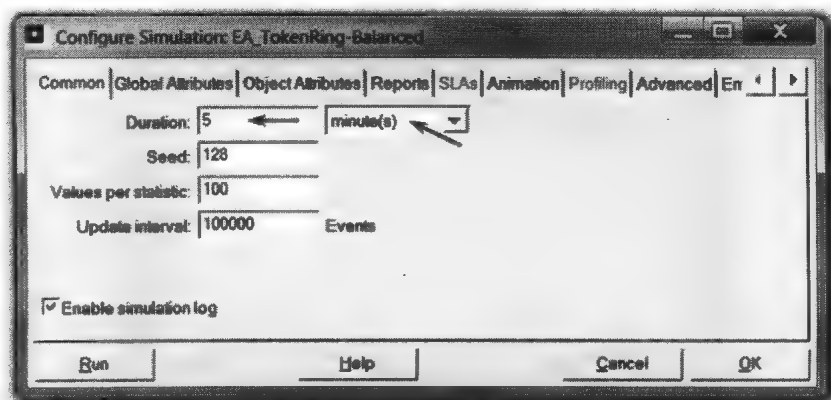 Configure Simulation: EA_TokenRing-Balanced
Common Global Attributes Object Attributes Reports SLAs Animation Profiling Advanced En
Duration: 5 minute(s)
Seed: 128
Values per statistic: 100
Update interval: 100000 Events
Enable simulation log
Run Help Cancel OK